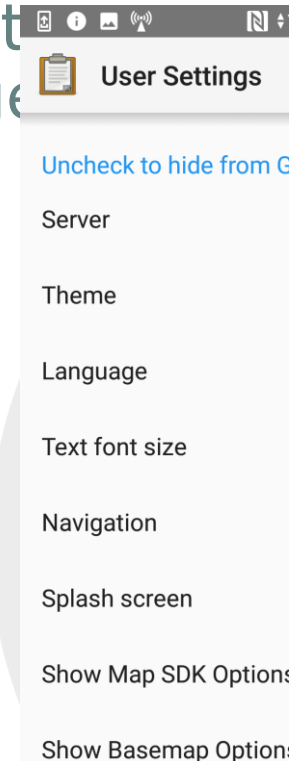 User Settings
Uncheck to hide from G
Server
Theme
Language
Text font size
Navigation
Splash screen
Show Map SDK Options
Show Basemap Options